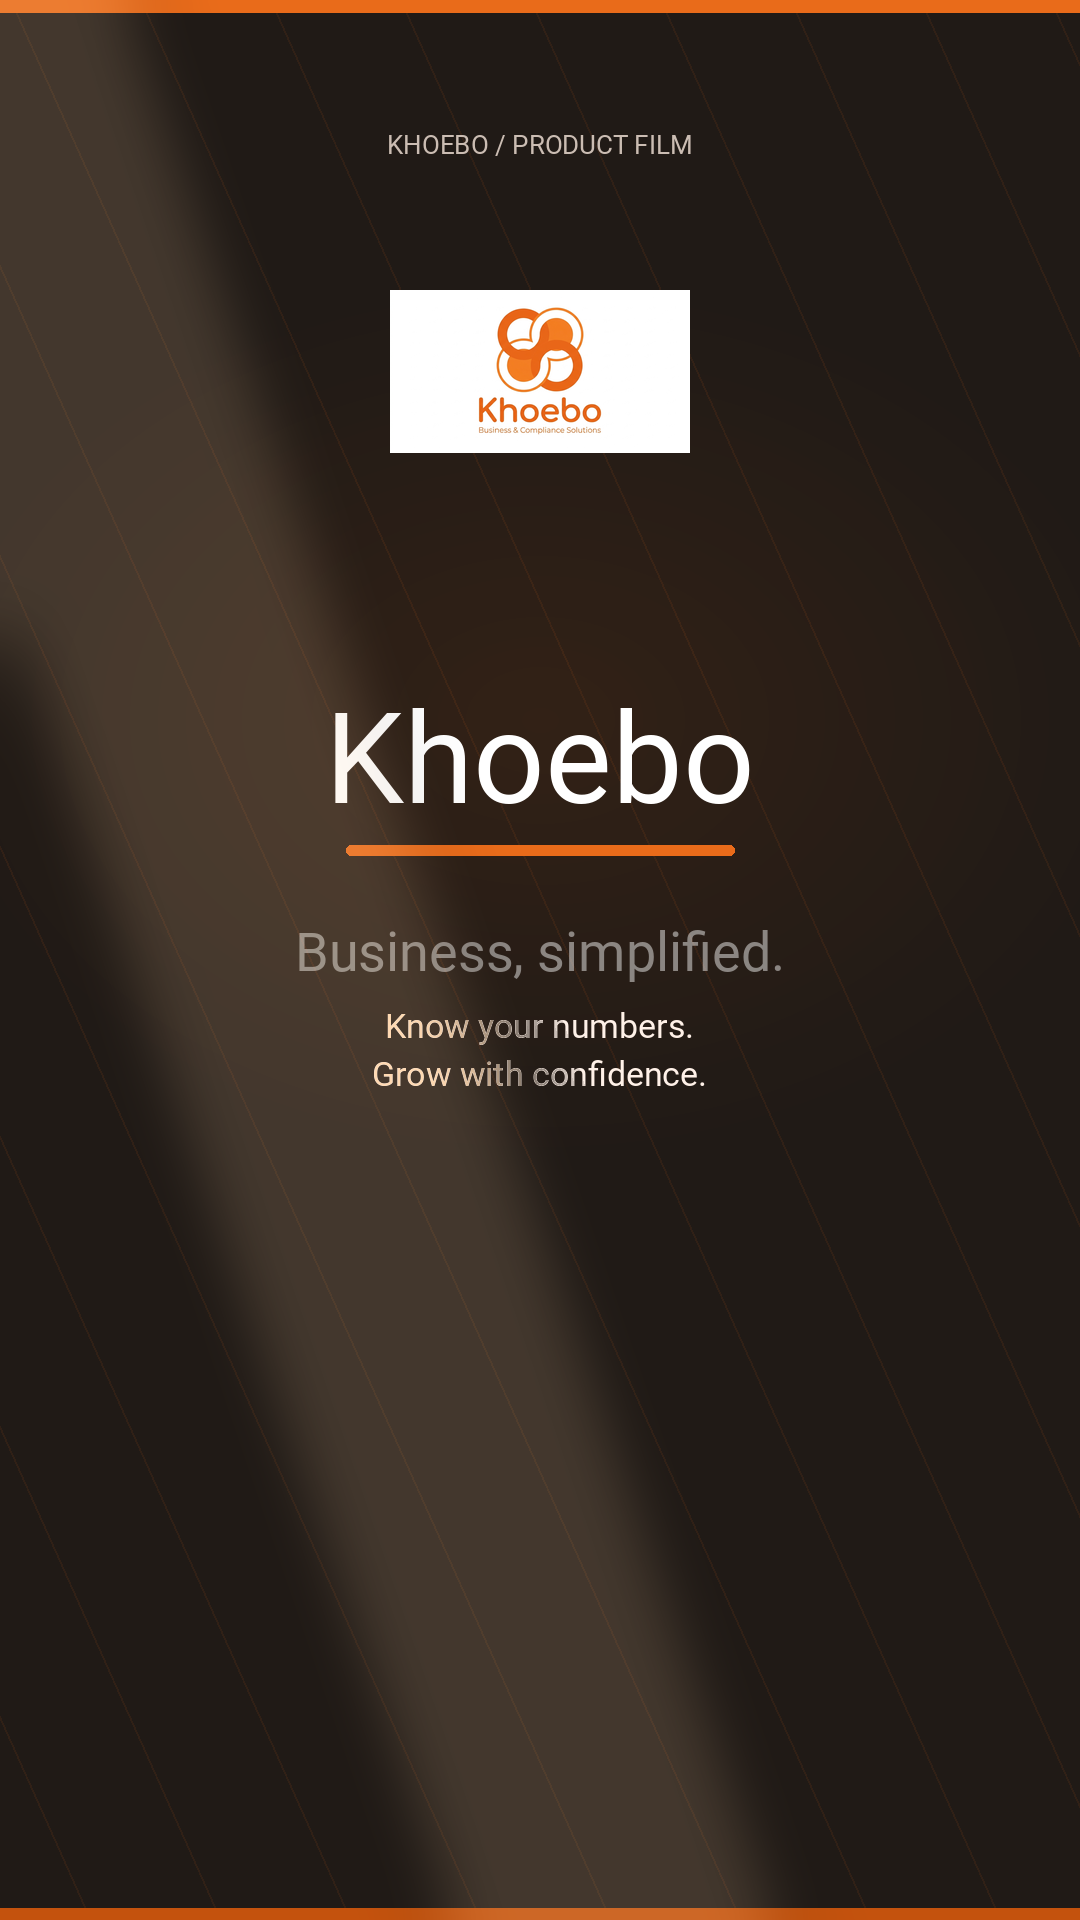 KHOEBO / PRODUCT FILM
Khoebo
Business & Compliance Solutions
Khoebo
Business, simplified.
Know your numbers.
Grow with confidence.